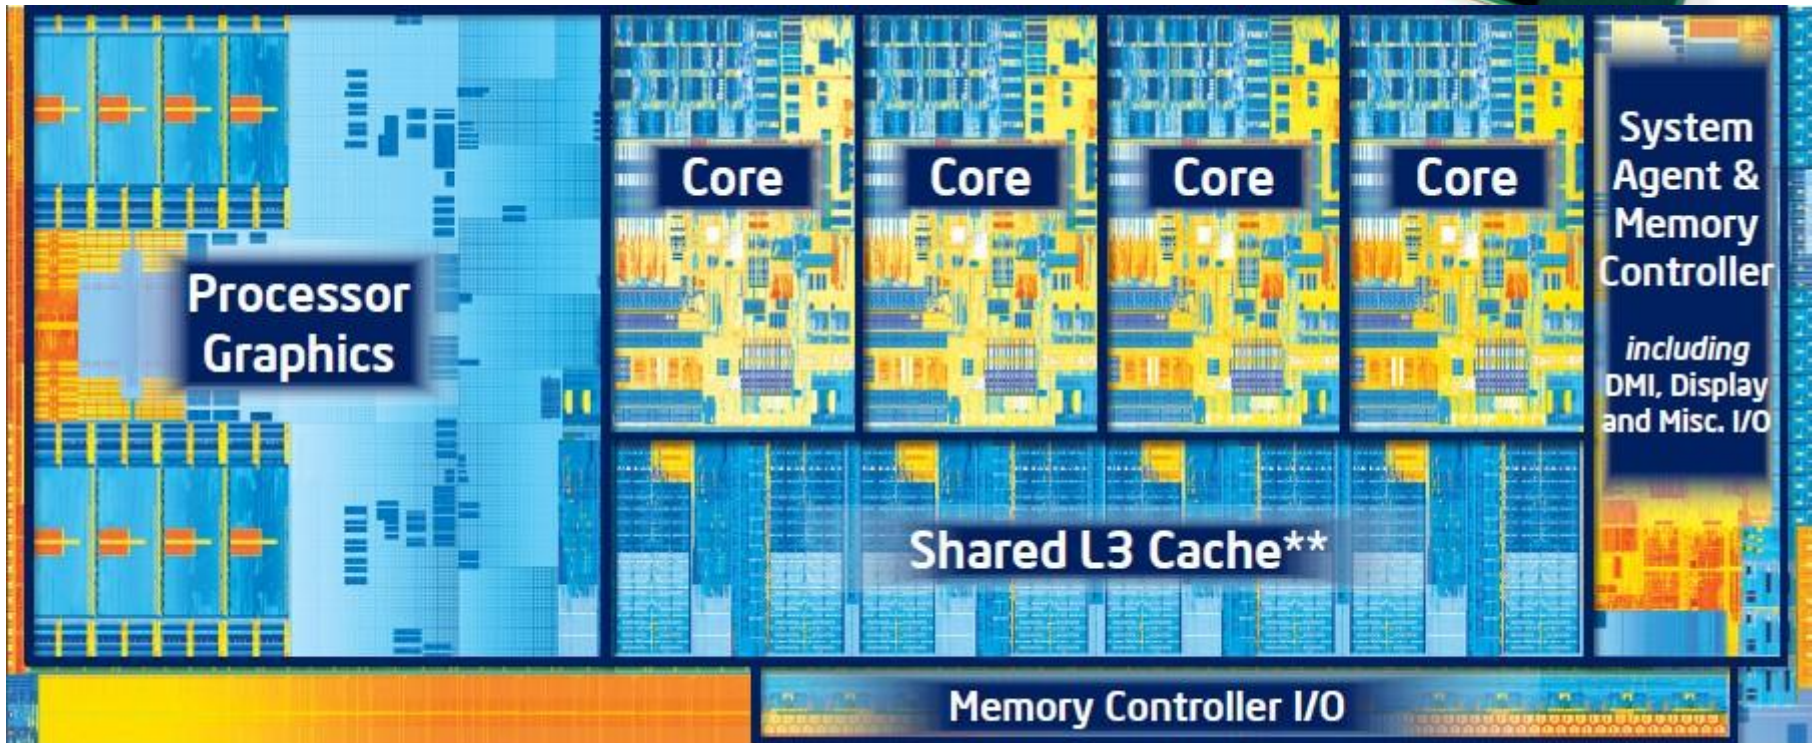 Processor
Graphics
Core
Core
Core
Core
System
Agent &
Memory
Controller
including
DMI, Display
and Misc. I/O
Shared L3 Cache**
Memory Controller I/O